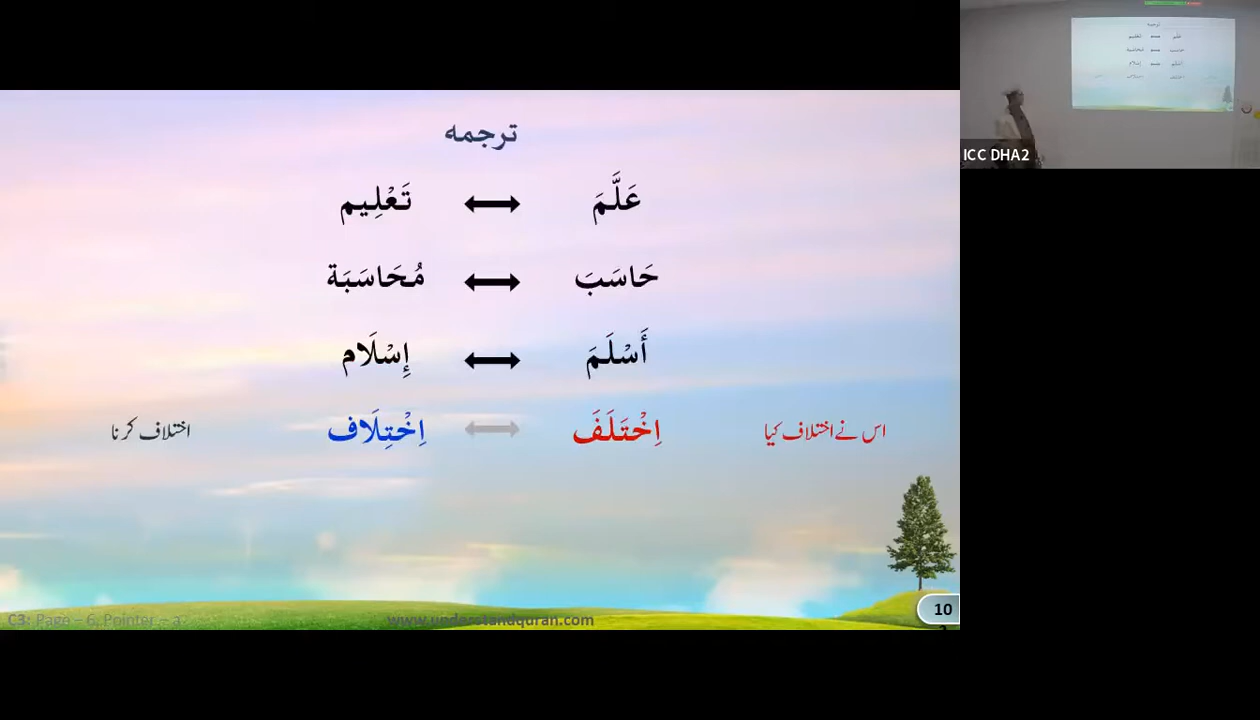 ترجمه
عَلَّمَ ↔ تَعْلِيم
حَاسَبَ ↔ مُحَاسَبَة
أَسْلَمَ ↔ إِسْلَام
اس نے اختلاف کیا اِخْتَلَفَ ↔ اِخْتِلَاف اختلاف کرنا
C3: Page – 6, Pointer – a
www.understandquran.com
10
ICC DHA2